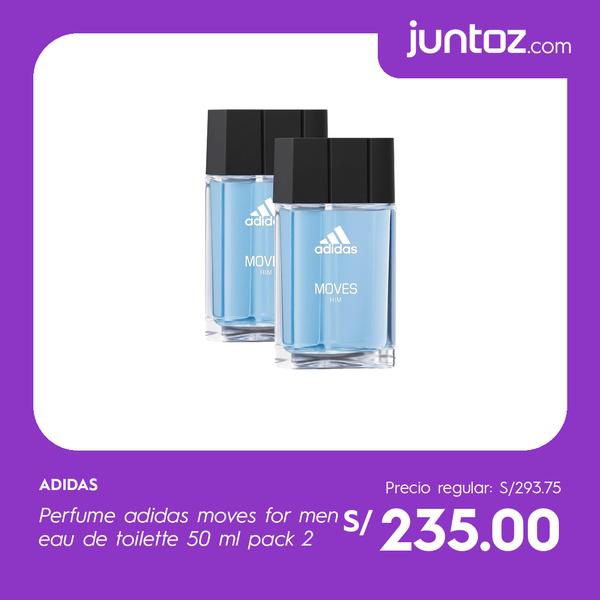 juntoz.com
adidas
MOVE
HIM
adidas
MOVES
HIM
ADIDAS
Perfume adidas moves for men
eau de toilette 50 ml pack 2
Precio regular: S/293.75
S/ 235.00